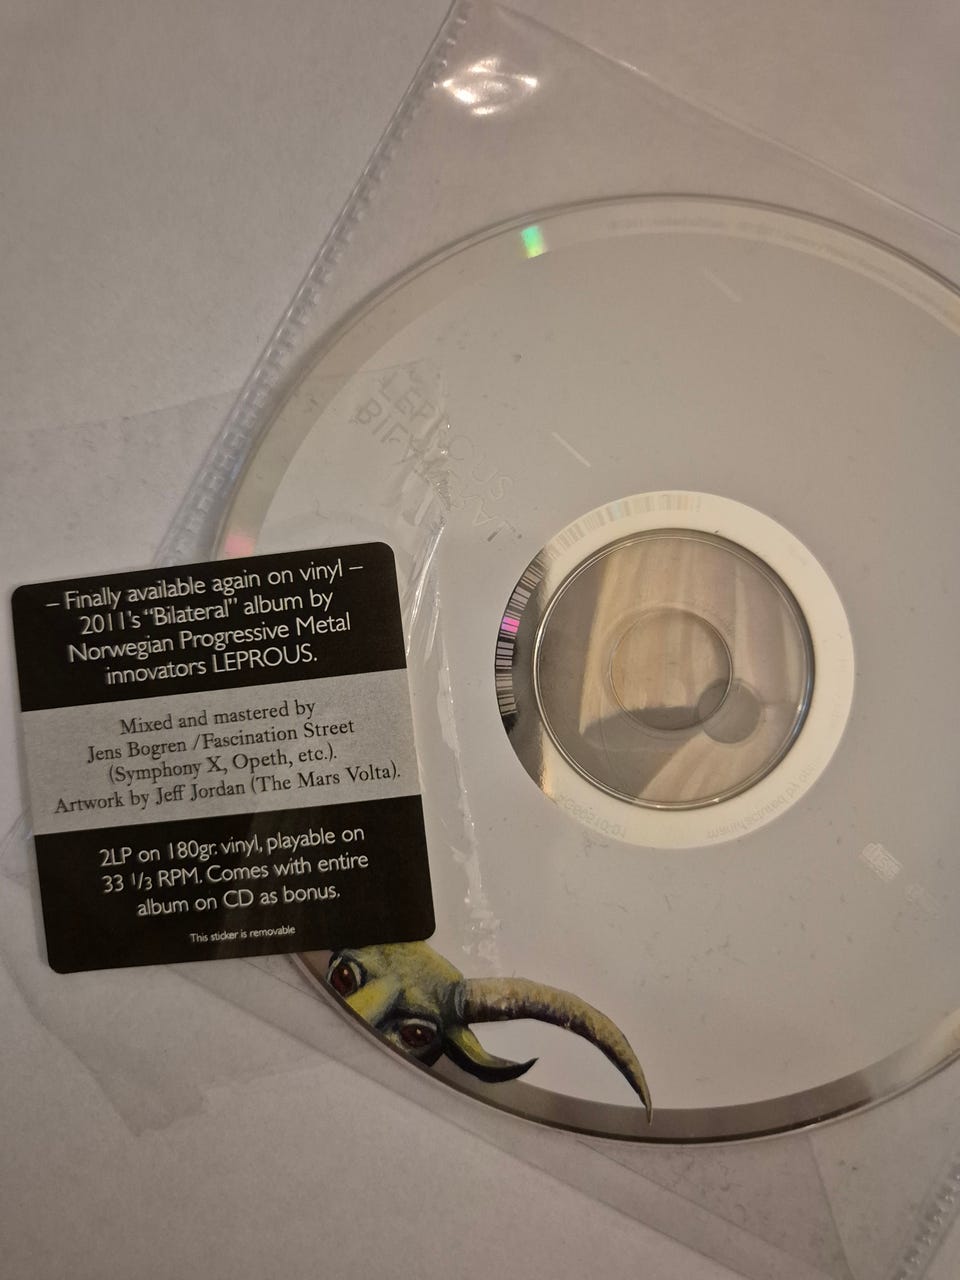 – Finally available again on vinyl –
2011's “Bilateral” album by
Norwegian Progressive Metal
innovators LEPROUS.
Mixed and mastered by
Jens Bogren /Fascination Street
(Symphony X, Opeth, etc.).
Artwork by Jeff Jordan (The Mars Volta).
2LP on 180gr. vinyl, playable on
33 1/3 RPM. Comes with entire
album on CD as bonus.
This sticker is removable
LEPROUS
BILATERAL
disc